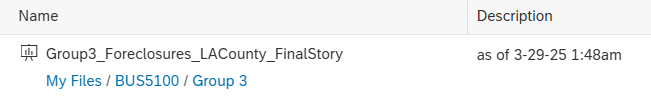 Name Description
Group3_Foreclosures_LACounty_FinalStory as of 3-29-25 1:48am
My Files / BUS5100 / Group 3